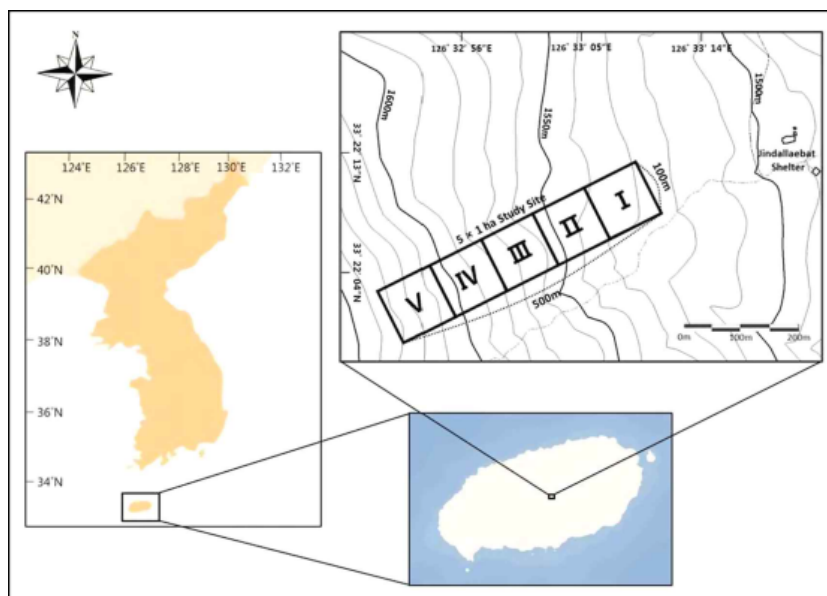 N
124°E 126°E 128°E 130°E 132°E
42°N
40°N
38°N
36°N
34°N
126° 32′ 56″E 126° 33′ 05″E 126° 33′ 14″E
33° 22′ 13″N
33° 22′ 04″N
1600m
1550m
1500m
Jindallaebat
Shelter
5 × 1 ha Study Site
100m
500m
I
II
III
IV
V
0m 100m 200m